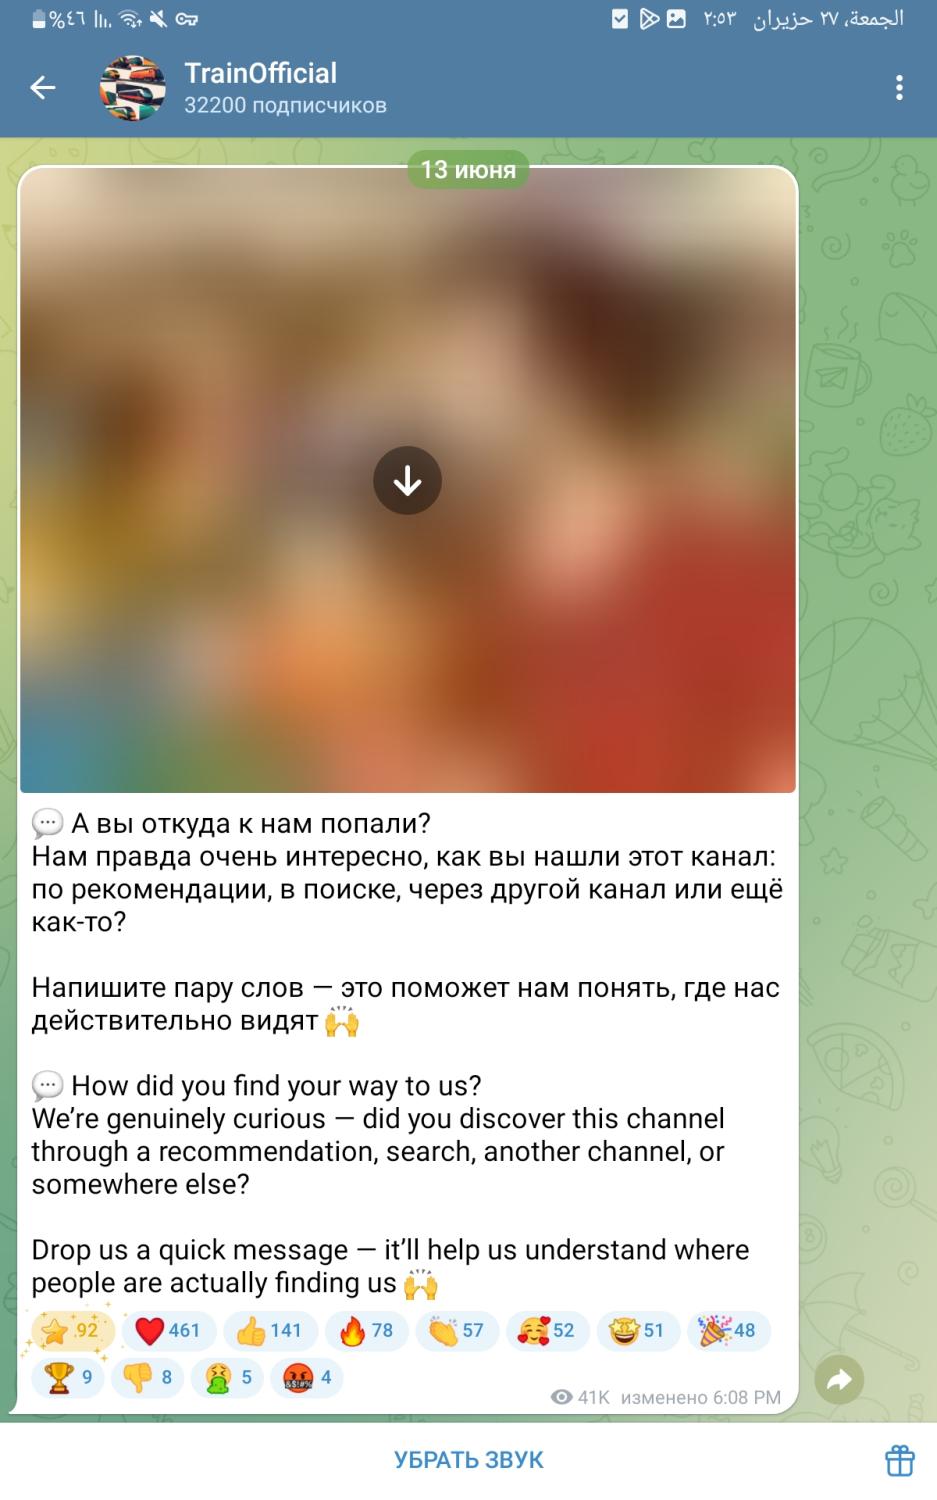 %٤٦ الجمعة، ٢٧ حزيران ٢:٥٣
TrainOfficial
32200 подписчиков
13 июня
А вы откуда к нам попали?
Нам правда очень интересно, как вы нашли этот канал:
по рекомендации, в поиске, через другой канал или ещё
как-то?
Напишите пару слов — это поможет нам понять, где нас
действительно видят 🙌
💬 How did you find your way to us?
We’re genuinely curious — did you discover this channel
through a recommendation, search, another channel, or
somewhere else?
Drop us a quick message — it’ll help us understand where
people are actually finding us 🙌
92 461 141 78 57 52 51 48
9 8 5 4
41K изменено 6:08 PM
УБРАТЬ ЗВУК